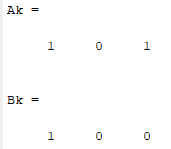 Ak =
1 0 1
Bk =
1 0 0